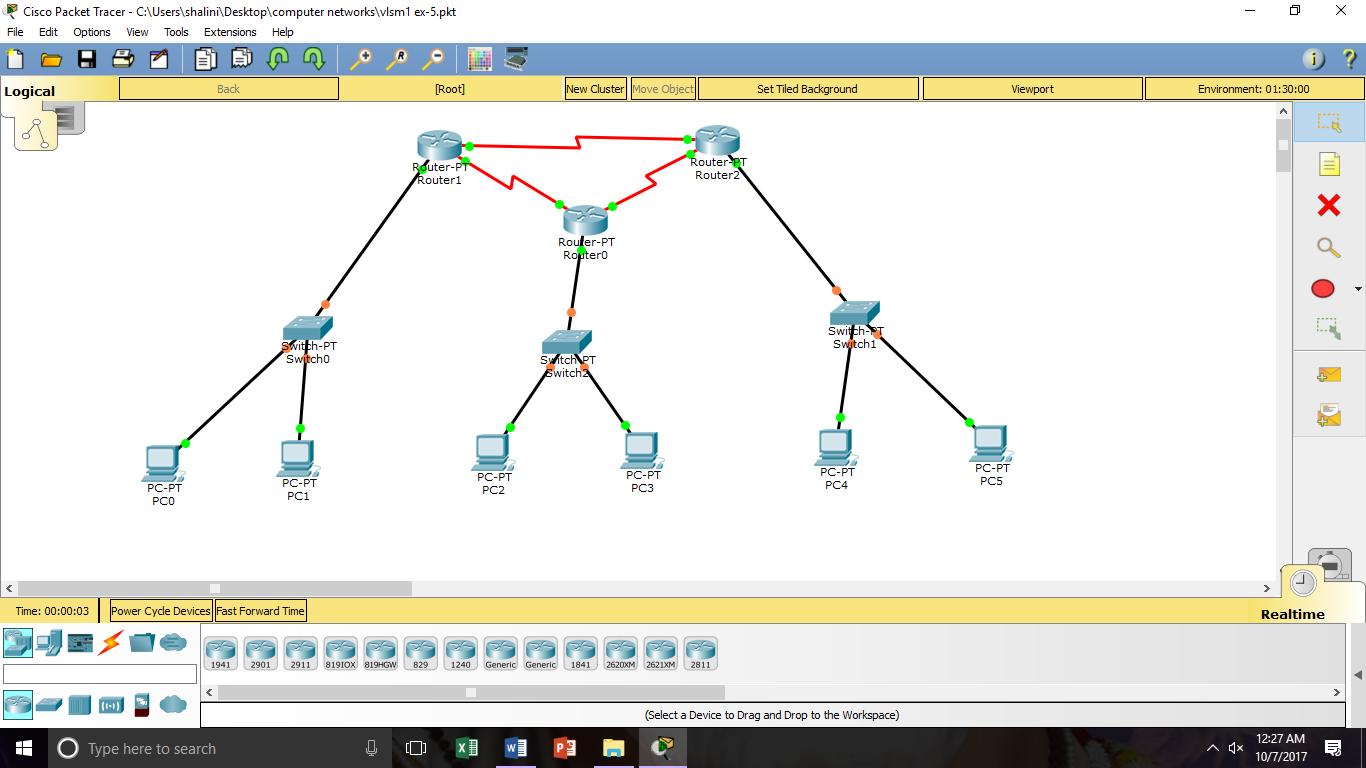 Cisco Packet Tracer - C:\Users\shalini\Desktop\computer networks\vlsm1 ex-5.pkt
File Edit Options View Tools Extensions Help
Logical Back [Root] New Cluster Move Object Set Tiled Background Viewport Environment: 01:30:00
Router-PT
Router1
Router-PT
Router2
Router-PT
Router0
Switch-PT
Switch0
Switch-PT
Switch2
Switch-PT
Switch1
PC-PT
PC0
PC-PT
PC1
PC-PT
PC2
PC-PT
PC3
PC-PT
PC4
PC-PT
PC5
Time: 00:00:03 Power Cycle Devices Fast Forward Time Realtime
1941 2901 2911 819IOX 819HGW 829 1240 Generic Generic 1841 2620XM 2621XM 2811
(Select a Device to Drag and Drop to the Workspace)
Type here to search
12:27 AM
10/7/2017